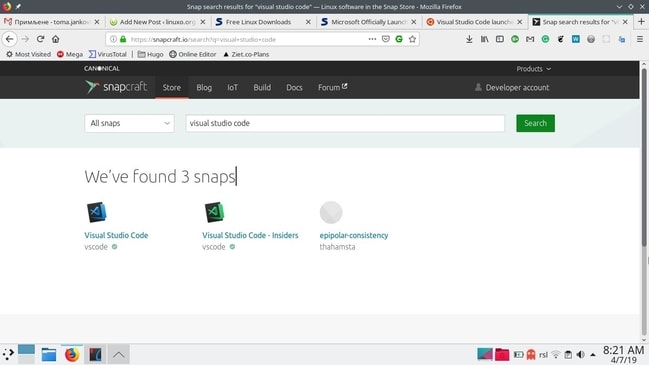 Snap search results for "visual studio code" — Linux software in the Snap Store - Mozilla Firefox
Примљене - toma.jankov
Add New Post ‹ linuxo.org
Free Linux Downloads
Microsoft Officially Launch
Visual Studio Code launche
Snap search results for "v
https://snapcraft.io/search?q=visual+studio+code
Most Visited
Mega
VirusTotal
Hugo
Online Editor
Ziet.co-Plans
CANONICAL
Products
snapcraft
Store
Blog
IoT
Build
Docs
Forum
Developer account
All snaps
visual studio code
Search
We've found 3 snaps
Visual Studio Code
vscode
Visual Studio Code - Insiders
vscode
epipolar-consistency
thahamsta
rsl
8:21 AM
4/7/19